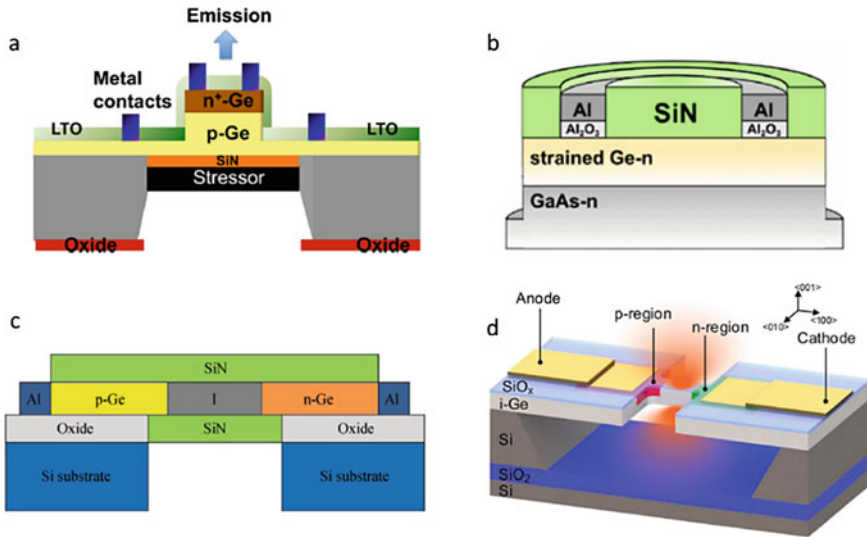 a
Emission
Metal
contacts
n⁺-Ge
LTO
p-Ge
LTO
SiN
Stressor
Oxide
Oxide
b
Al
SiN
Al
Al₂O₃
Al₂O₃
strained Ge-n
GaAs-n
c
SiN
Al
p-Ge
I
n-Ge
Al
Oxide
SiN
Oxide
Si substrate
Si substrate
d
Anode
p-region
n-region
Cathode
<001>
<010>
<100>
SiOₓ
i-Ge
Si
SiO₂
Si